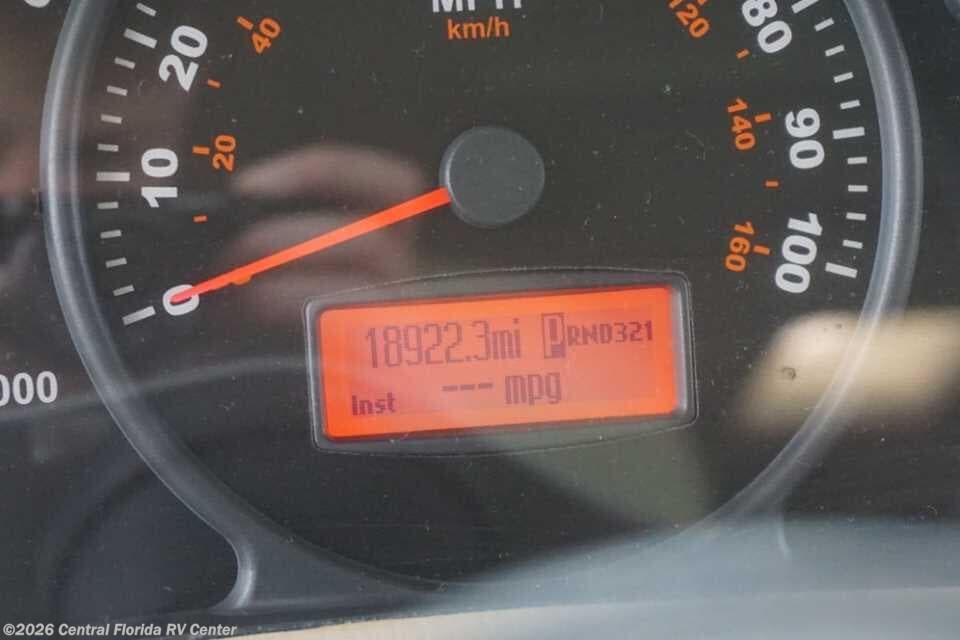 MPH
km/h
20
40
120
80
20
10
140
90
160
100
0
18922.3mi PRND321
--- mpg
Inst
000
©2026 Central Florida RV Center